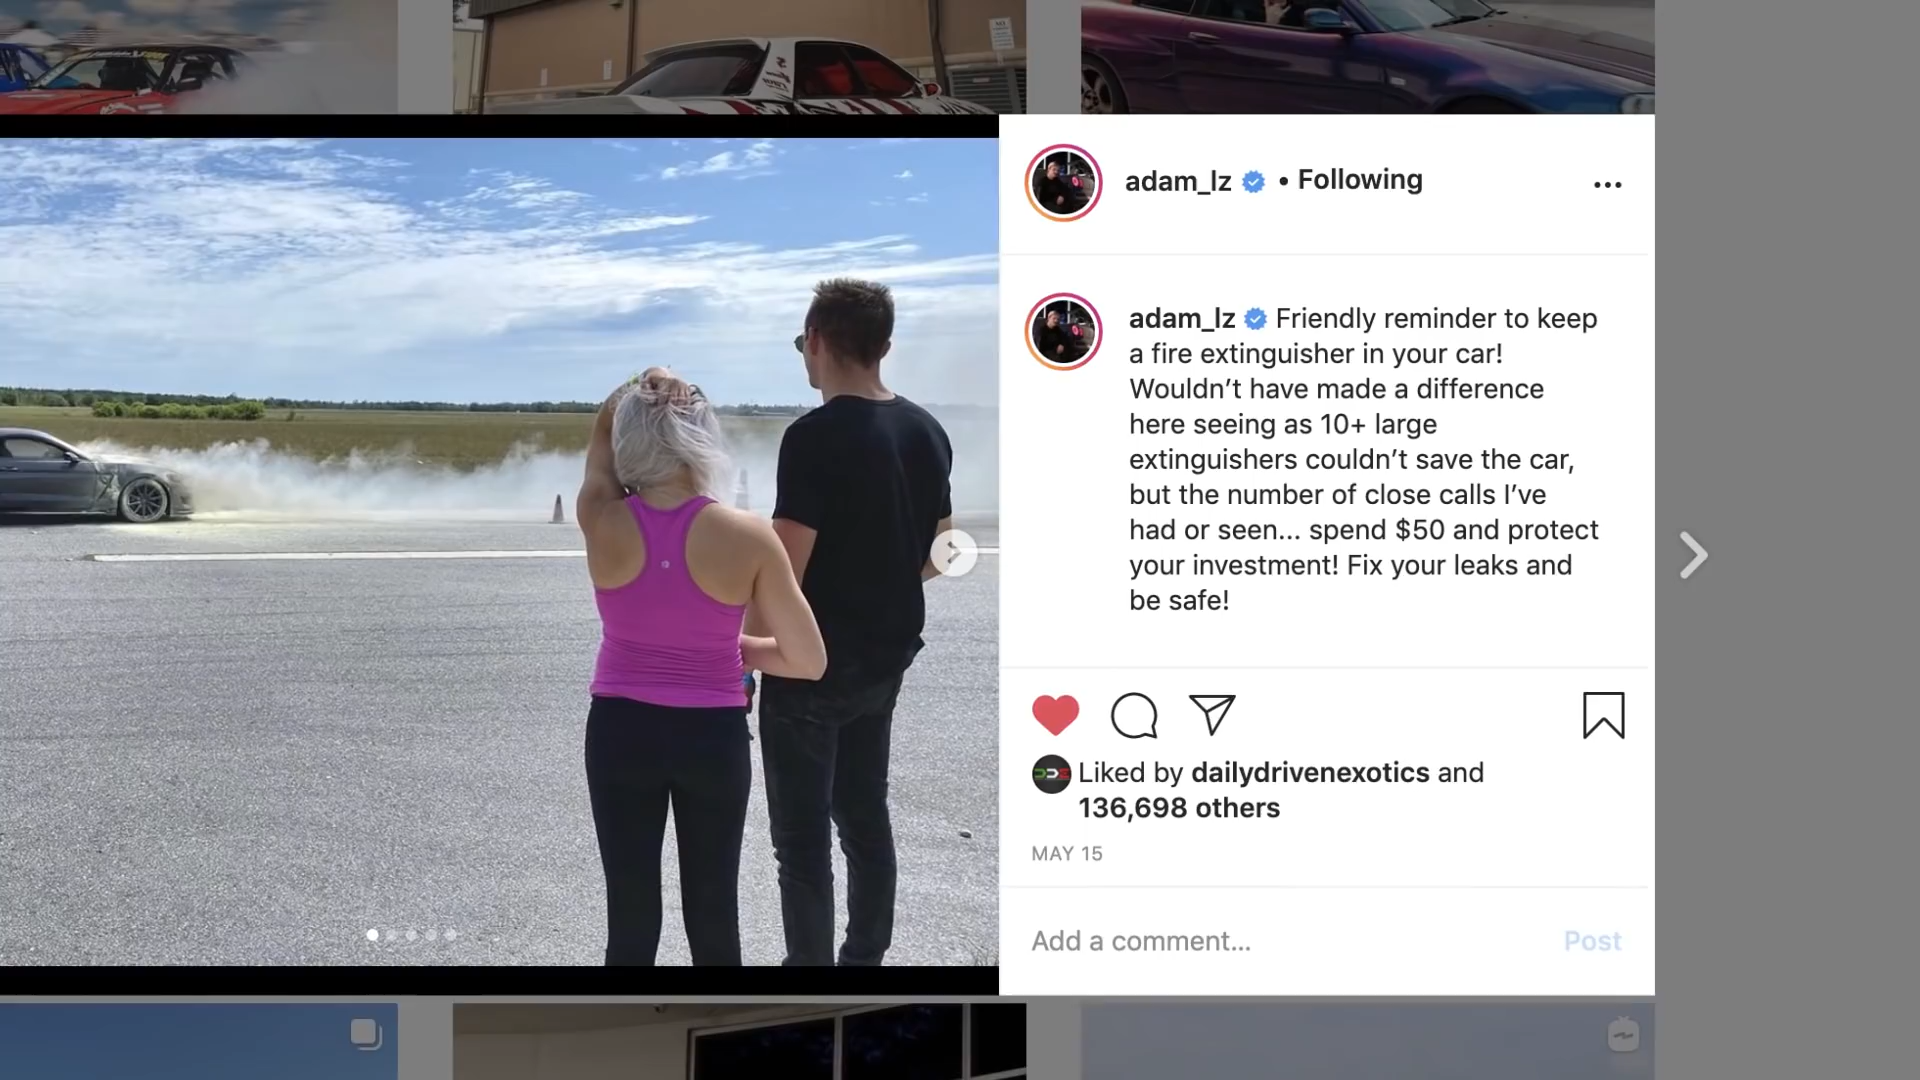 adam_lz • Following
adam_lz Friendly reminder to keep
a fire extinguisher in your car!
Wouldn’t have made a difference
here seeing as 10+ large
extinguishers couldn’t save the car,
but the number of close calls I’ve
had or seen... spend $50 and protect
your investment! Fix your leaks and
be safe!
Liked by dailydrivenexotics and
136,698 others
MAY 15
Add a comment...
Post